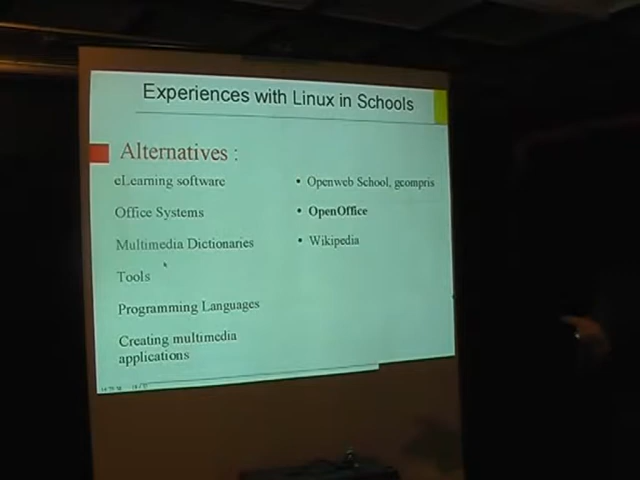 Experiences with Linux in Schools
Alternatives :
eLearning software
• Openweb School, gcompris
Office Systems
• OpenOffice
Multimedia Dictionaries
• Wikipedia
Tools
Programming Languages
Creating multimedia
applications